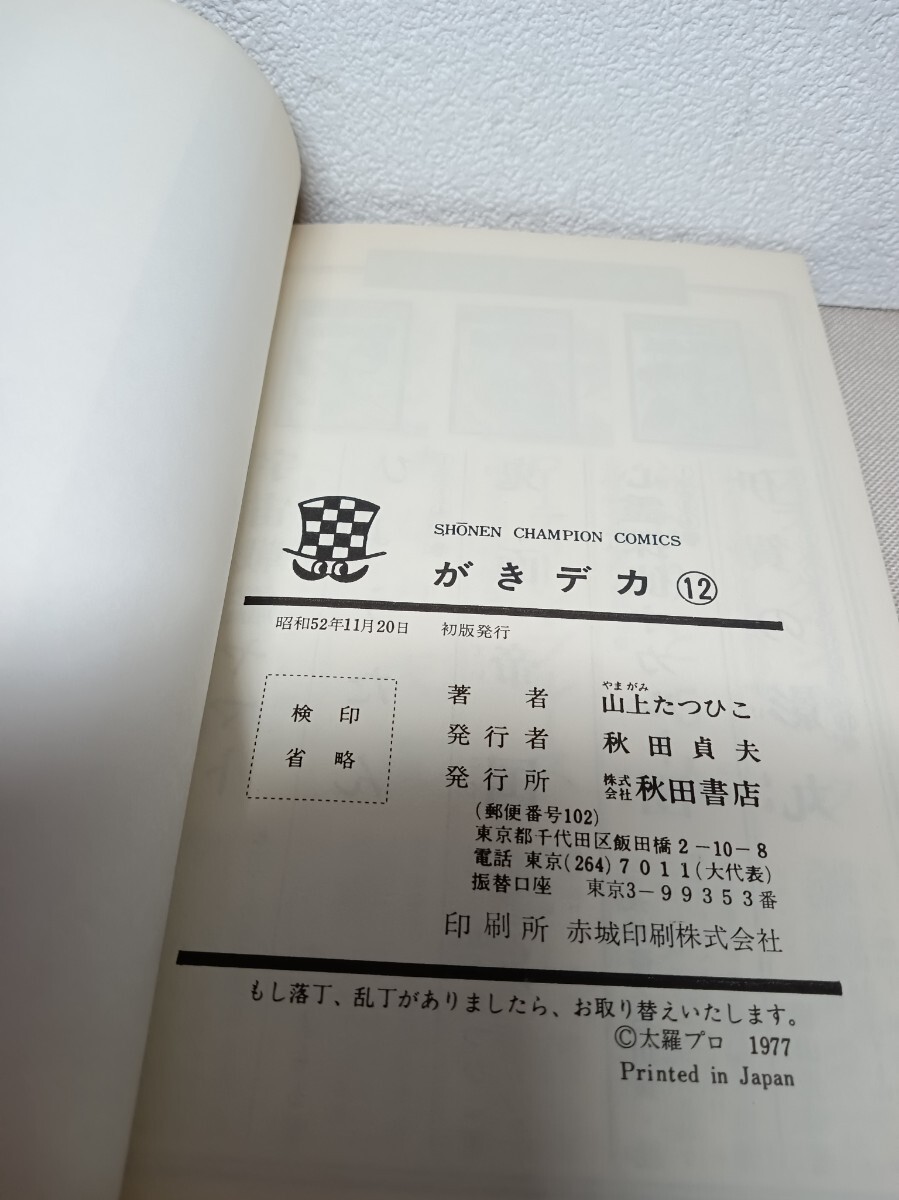 SHŌNEN CHAMPION COMICS
がきデカ ⑫
昭和52年11月20日 初版発行
検印
省略
著者 山上たつひこ
やまがみ
発行者 秋田貞夫
発行所 株式会社 秋田書店
(郵便番号102)
東京都千代田区飯田橋2-10-8
電話 東京(264)7011(大代表)
振替口座 東京3-99353番
印刷所 赤城印刷株式会社
もし落丁、乱丁がありましたら、お取り替えいたします。
©太羅プロ 1977
Printed in Japan